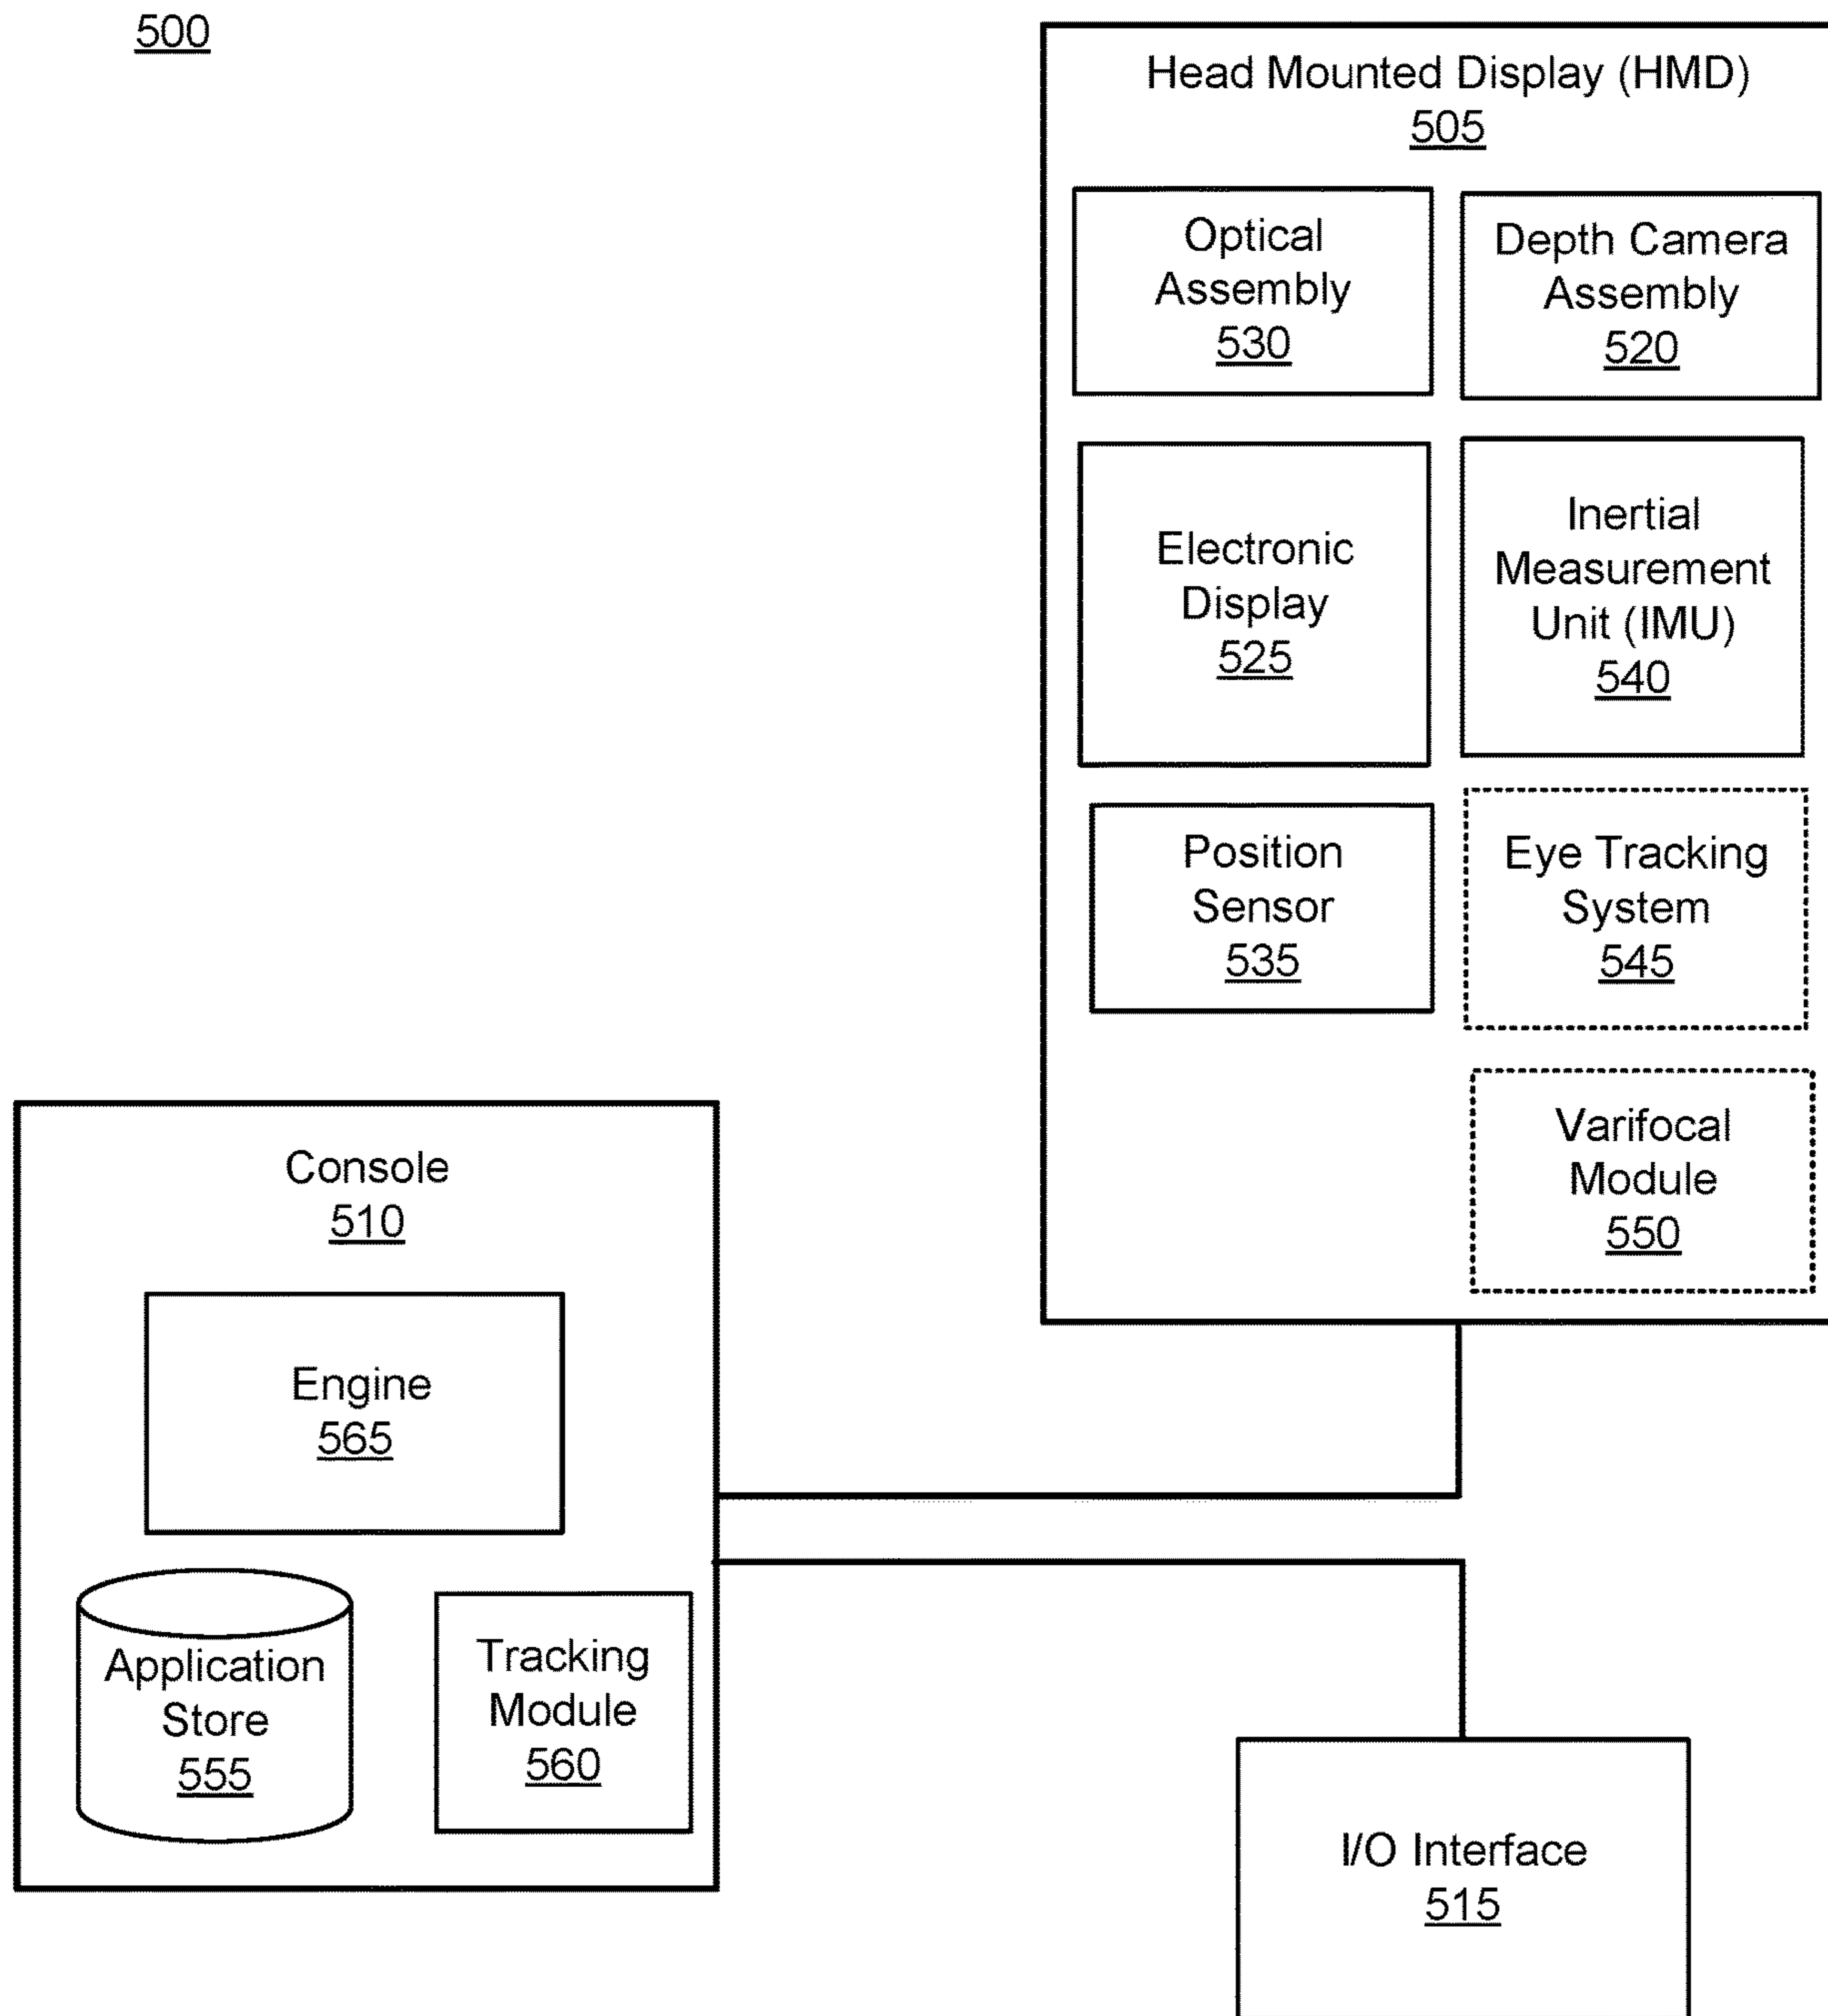 500
Head Mounted Display (HMD)
505
Optical
Assembly
530
Depth Camera
Assembly
520
Electronic
Display
525
Inertial
Measurement
Unit (IMU)
540
Position
Sensor
535
Eye Tracking
System
545
Varifocal
Module
550
Console
510
Engine
565
Application
Store
555
Tracking
Module
560
I/O Interface
515